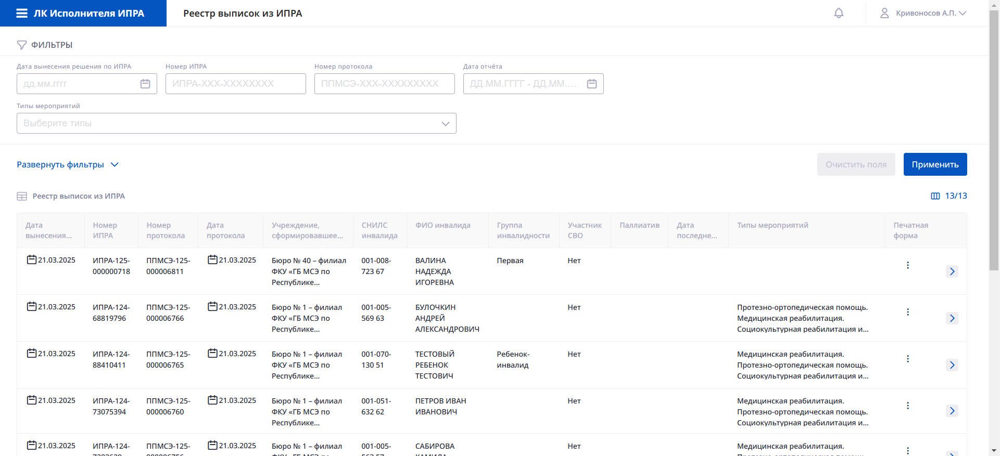 ЛК Исполнителя ИПРА
Реестр выписок из ИПРА
Кривоносов А.П.
ФИЛЬТРЫ
Дата вынесения решения по ИПРА
Номер ИПРА
Номер протокола
Дата отчёта
дд.мм.гггг
ИПРА-XXX-XXXXXXXX
ППМСЭ-XXX-XXXXXXXXX
ДД.ММ.ГГГГ - ДД.ММ....
Типы мероприятий
Выберите типы
Развернуть фильтры
Очистить поля
Применить
Реестр выписок из ИПРА
13/13
Дата
вынесения...
Номер
ИПРА
Номер
протокола
Дата
протокола
Учреждение,
сформировавшее...
СНИЛС
инвалида
ФИО инвалида
Группа
инвалидности
Участник
СВО
Паллиатив
Дата
последне...
Типы мероприятий
Печатная
форма
21.03.2025
ИПРА-125-
000000718
ППМСЭ-125-
000006811
21.03.2025
Бюро № 40 – филиал
ФКУ «ГБ МСЭ по
Республике...
001-008-
723 67
ВАЛИНА
НАДЕЖДА
ИГОРЕВНА
Первая
Нет
21.03.2025
ИПРА-124-
68819796
ППМСЭ-125-
000006766
21.03.2025
Бюро № 1 – филиал
ФКУ «ГБ МСЭ по
Республике...
001-005-
569 63
БУЛОЧКИН
АНДРЕЙ
АЛЕКСАНДРОВИЧ
Нет
Протезно-ортопедическая помощь.
Медицинская реабилитация.
Социокультурная реабилитация и...
21.03.2025
ИПРА-124-
88410411
ППМСЭ-125-
000006765
21.03.2025
Бюро № 1 – филиал
ФКУ «ГБ МСЭ по
Республике...
001-070-
130 51
ТЕСТОВЫЙ
РЕБЕНОК
ТЕСТОВИЧ
Ребенок-
инвалид
Нет
Медицинская реабилитация.
Протезно-ортопедическая помощь.
Социокультурная реабилитация и...
21.03.2025
ИПРА-124-
73075394
ППМСЭ-125-
000006760
21.03.2025
Бюро № 1 – филиал
ФКУ «ГБ МСЭ по
Республике...
001-051-
632 62
ПЕТРОВ ИВАН
ИВАНОВИЧ
Нет
Медицинская реабилитация.
Протезно-ортопедическая помощь.
Социокультурная реабилитация и...
21.03.2025
ИПРА-124-
ППМСЭ-125-
21.03.2025
Бюро № 1 – филиал
001-005-
САБИРОВА
Нет
Медицинская реабилитация.